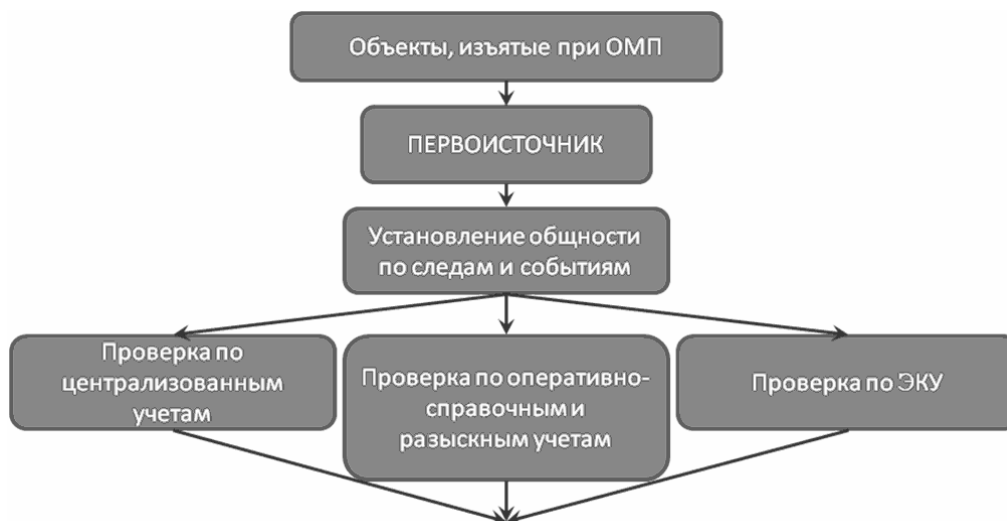 Объекты, изъятые при ОМП
ПЕРВОИСТОЧНИК
Установление общности
по следам и событиям
Проверка по
централизованным
учетам
Проверка по оперативно-
справочным и
разыскным учетам
Проверка по ЭКУ